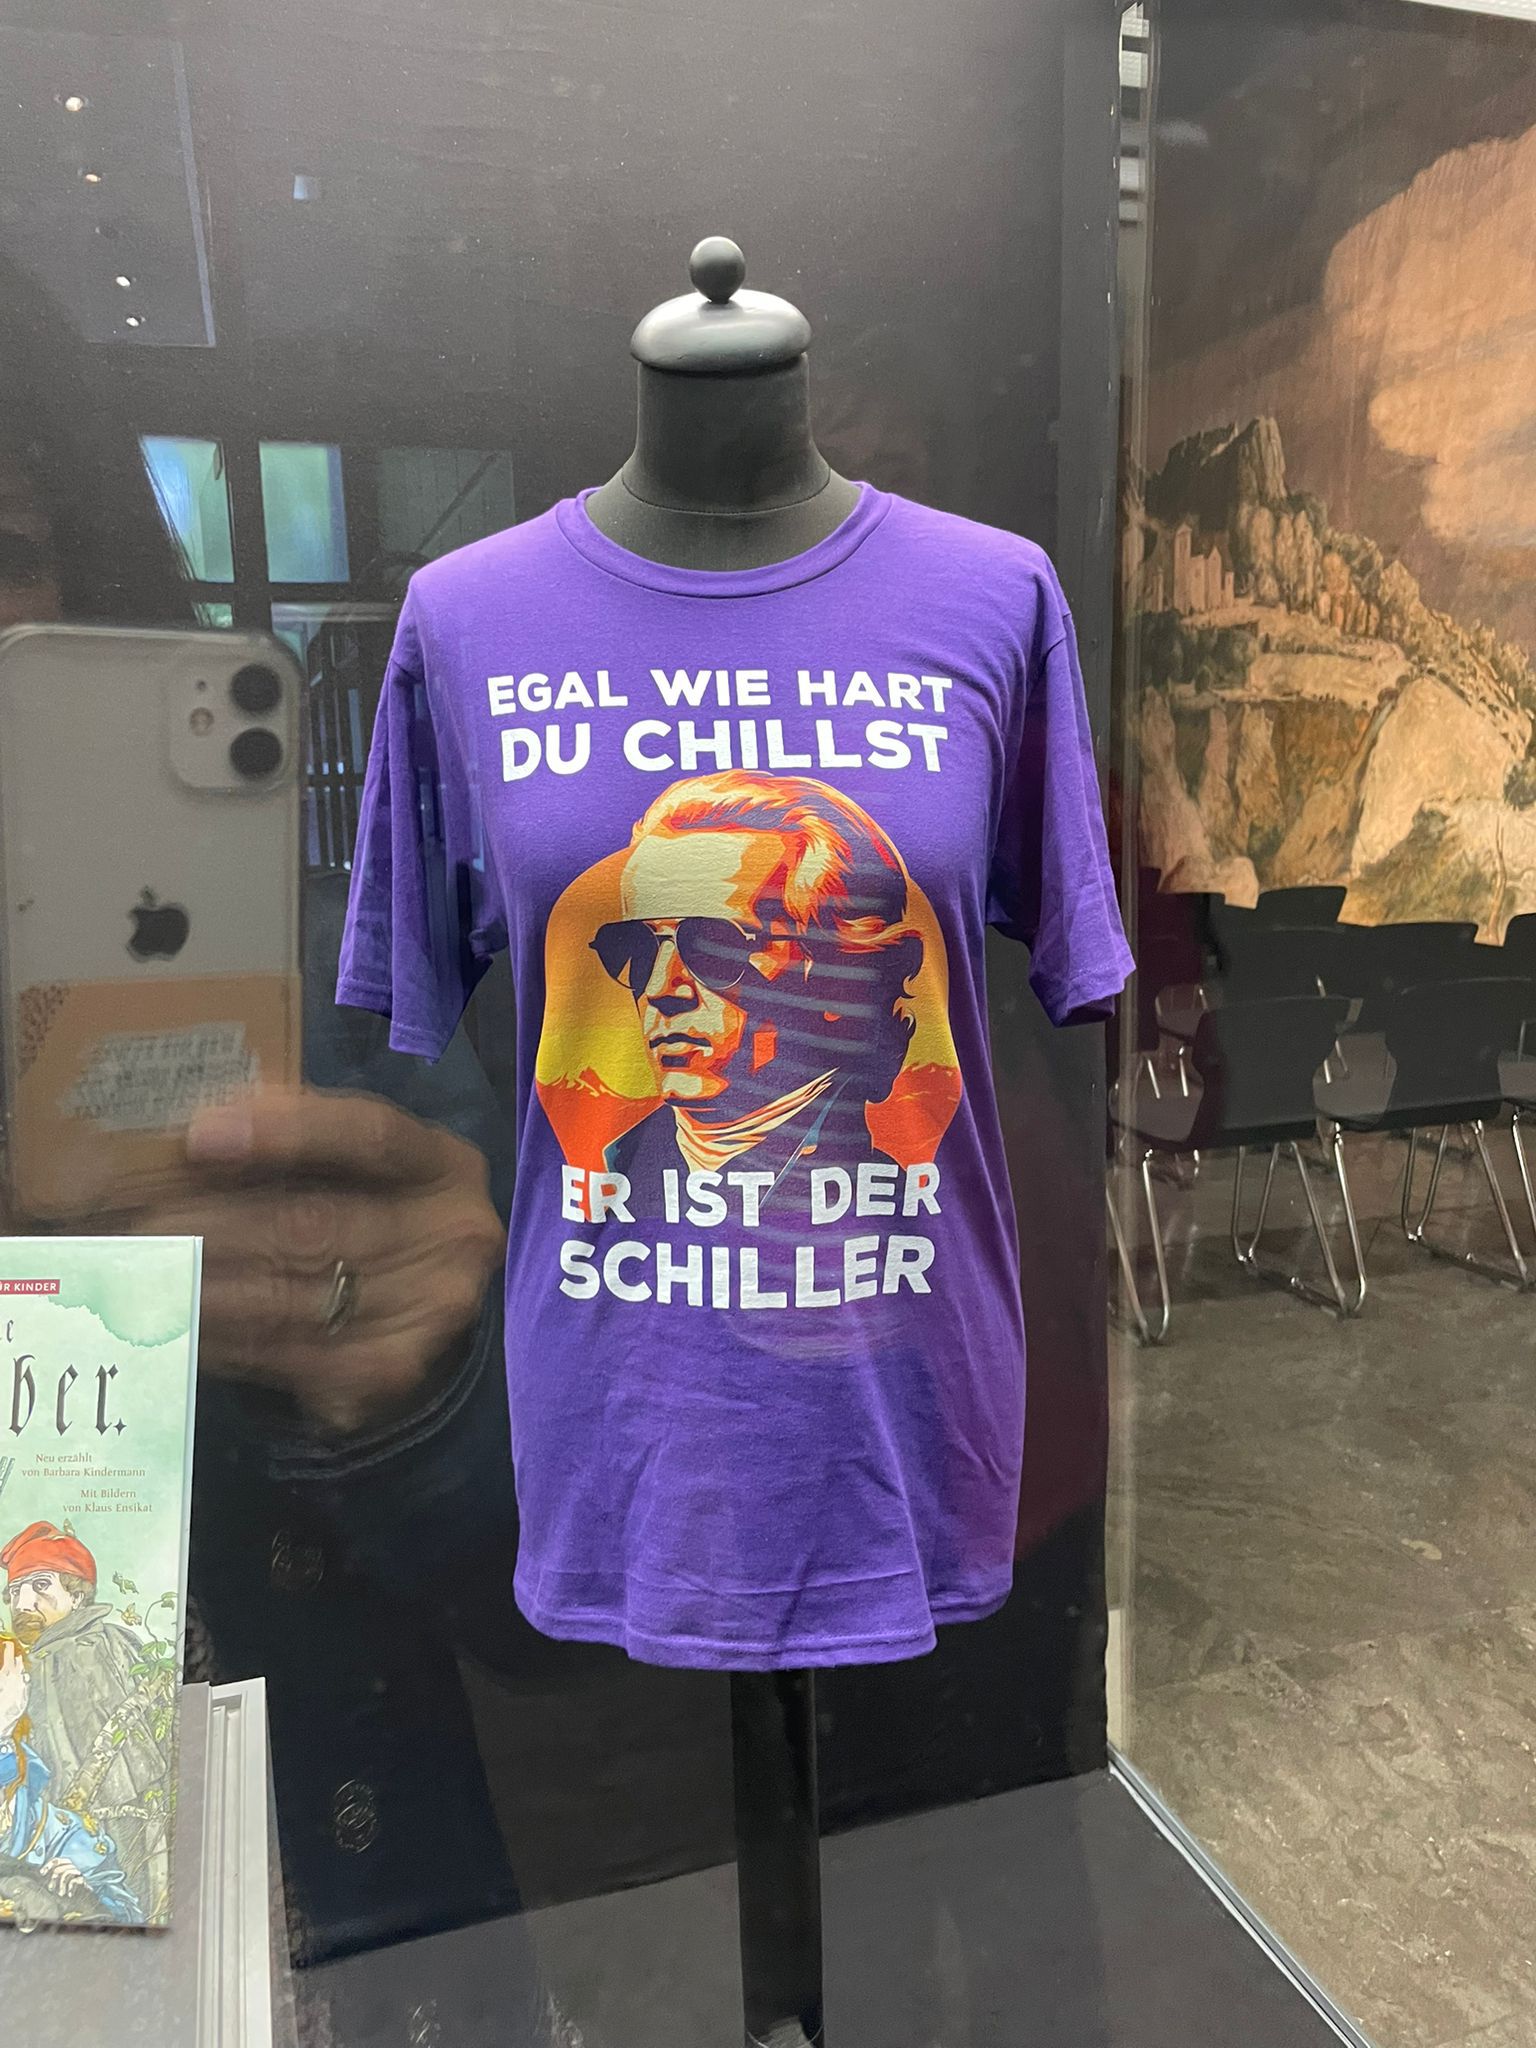 EGAL WIE HART
DU CHILLST
ER IST DER
SCHILLER
ÜR KINDER
ber.
Neu erzählt
von Barbara Kindermann
Mit Bildern
von Klaus Ensikat